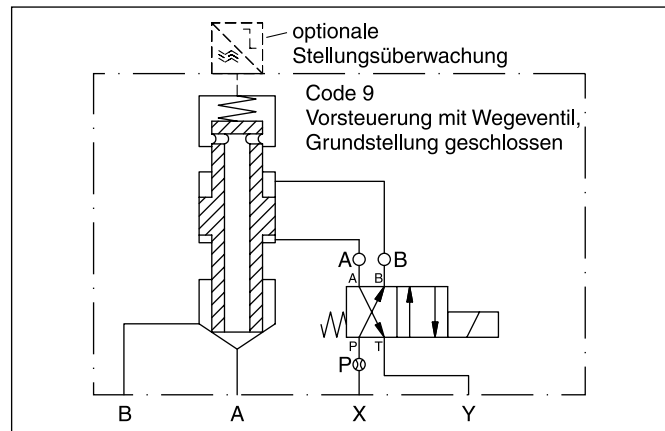 optionale
Stellungsüberwachung
Code 9
Vorsteuerung mit Wegeventil,
Grundstellung geschlossen
A B
A B
P T
P
B A X Y